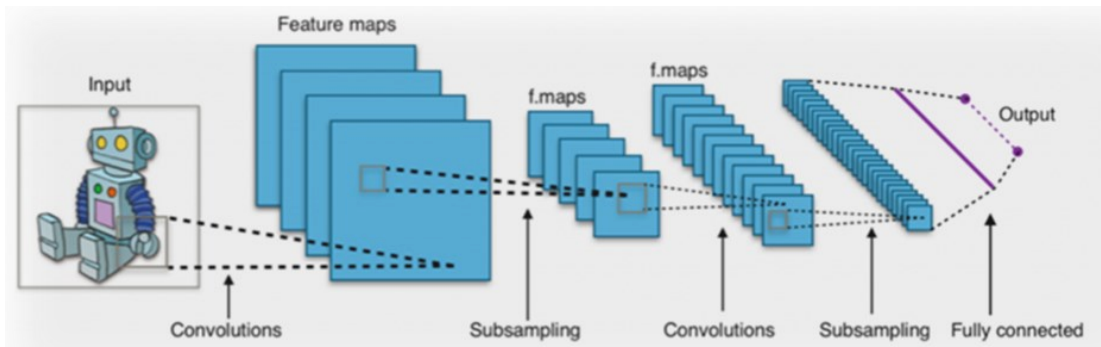 Feature maps
Input
f.maps
f.maps
Output
Convolutions
Subsampling
Convolutions
Subsampling
Fully connected